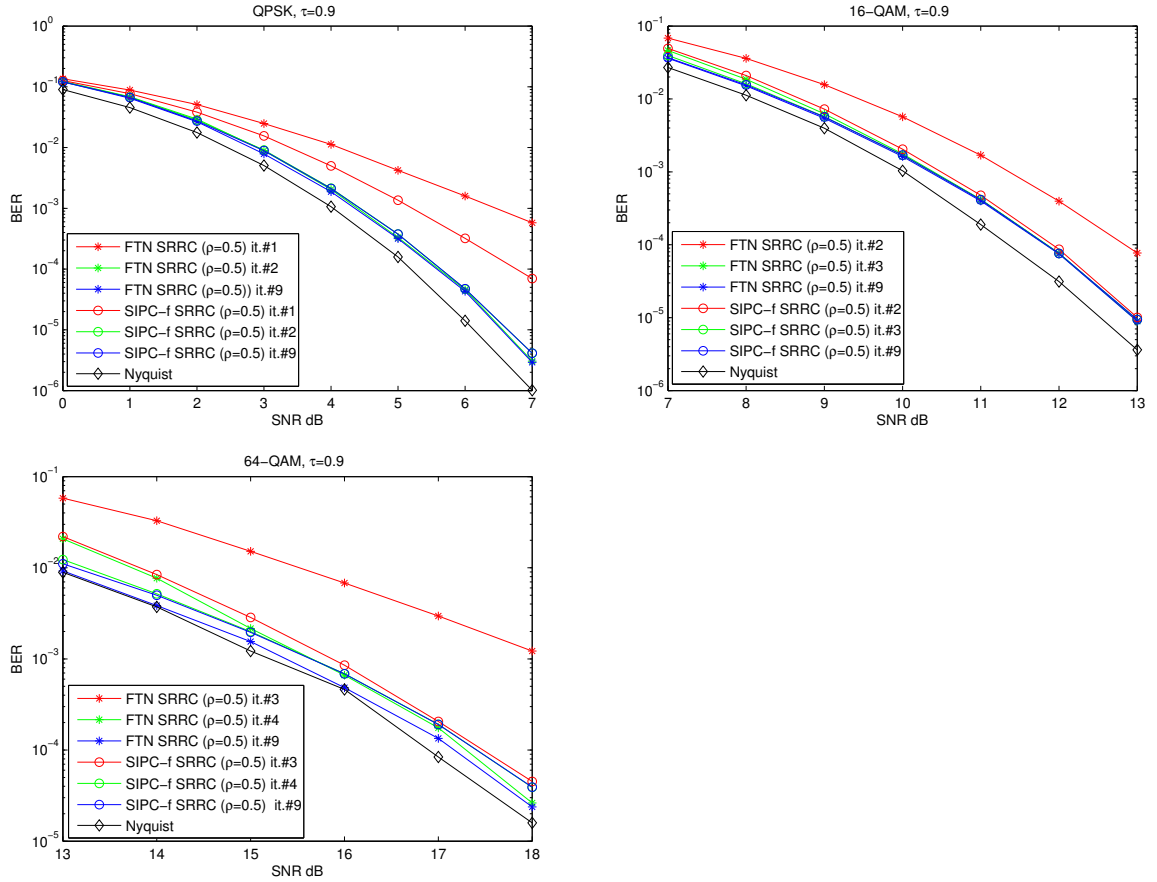 QPSK, τ=0.9
10^0
10^-1
10^-2
10^-3
10^-4
10^-5
10^-6
BER
0 1 2 3 4 5 6 7
SNR dB
FTN SRRC (ρ=0.5) it.#1
FTN SRRC (ρ=0.5) it.#2
FTN SRRC (ρ=0.5)) it.#9
SIPC−f SRRC (ρ=0.5) it.#1
SIPC−f SRRC (ρ=0.5) it.#2
SIPC−f SRRC (ρ=0.5) it.#9
Nyquist
16−QAM, τ=0.9
10^-1
10^-2
10^-3
10^-4
10^-5
10^-6
BER
7 8 9 10 11 12 13
SNR dB
FTN SRRC (ρ=0.5) it.#2
FTN SRRC (ρ=0.5) it.#3
FTN SRRC (ρ=0.5) it.#9
SIPC−f SRRC (ρ=0.5) it.#2
SIPC−f SRRC (ρ=0.5) it.#3
SIPC−f SRRC (ρ=0.5) it.#9
Nyquist
64−QAM, τ=0.9
10^-1
10^-2
10^-3
10^-4
10^-5
BER
13 14 15 16 17 18
SNR dB
FTN SRRC (ρ=0.5) it.#3
FTN SRRC (ρ=0.5) it.#4
FTN SRRC (ρ=0.5) it.#9
SIPC−f SRRC (ρ=0.5) it.#3
SIPC−f SRRC (ρ=0.5) it.#4
SIPC−f SRRC (ρ=0.5) it.#9
Nyquist